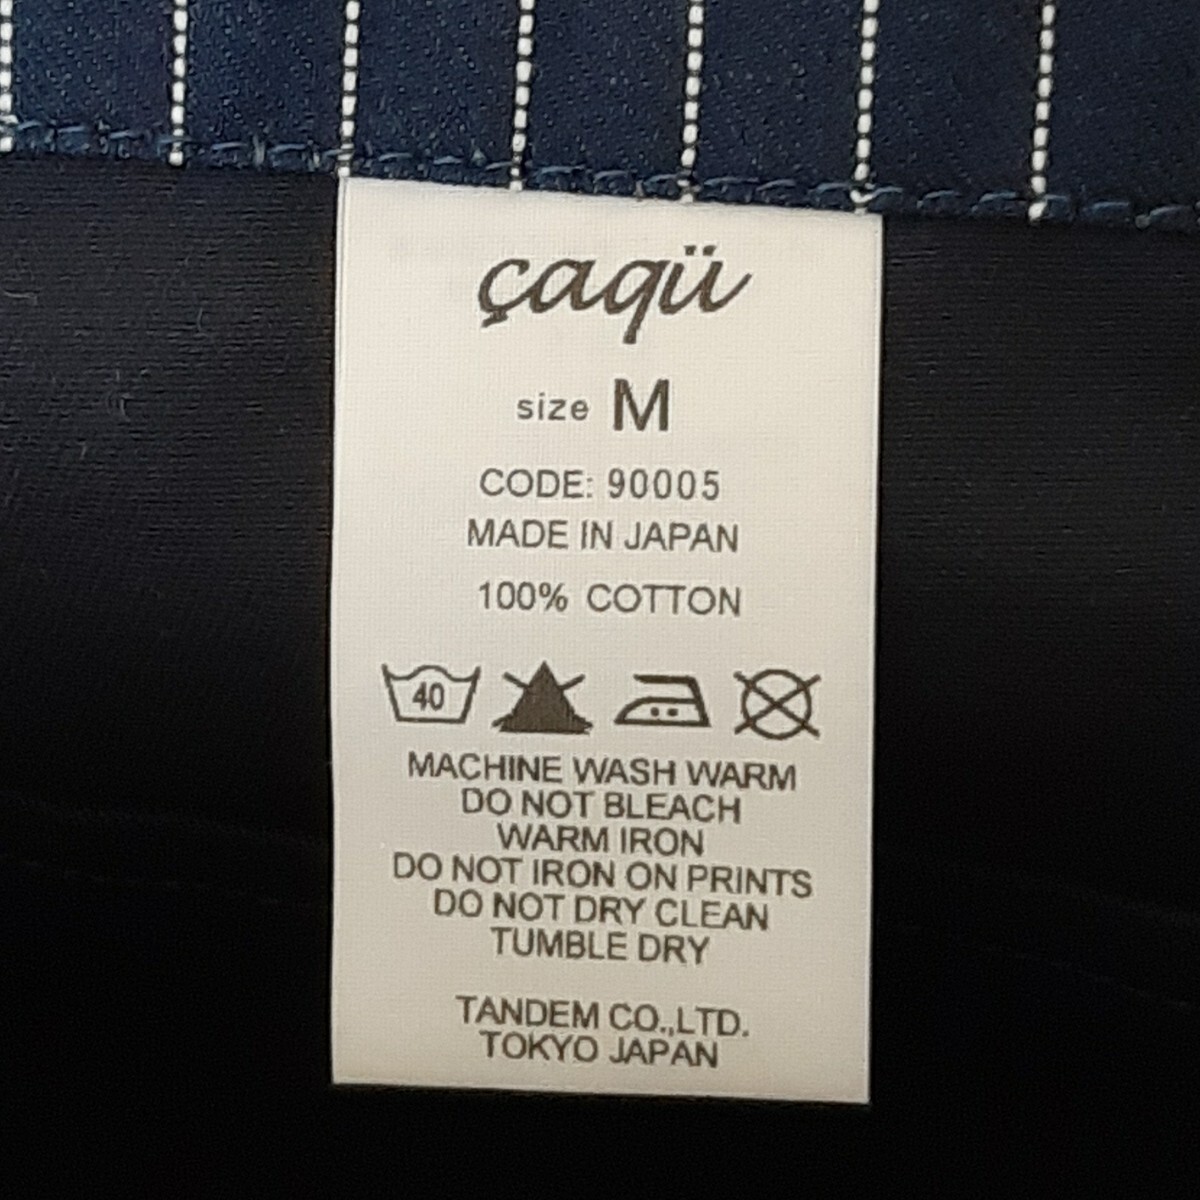 çaqü
size M
CODE: 90005
MADE IN JAPAN
100% COTTON
40
MACHINE WASH WARM
DO NOT BLEACH
WARM IRON
DO NOT IRON ON PRINTS
DO NOT DRY CLEAN
TUMBLE DRY
TANDEM CO.,LTD.
TOKYO JAPAN